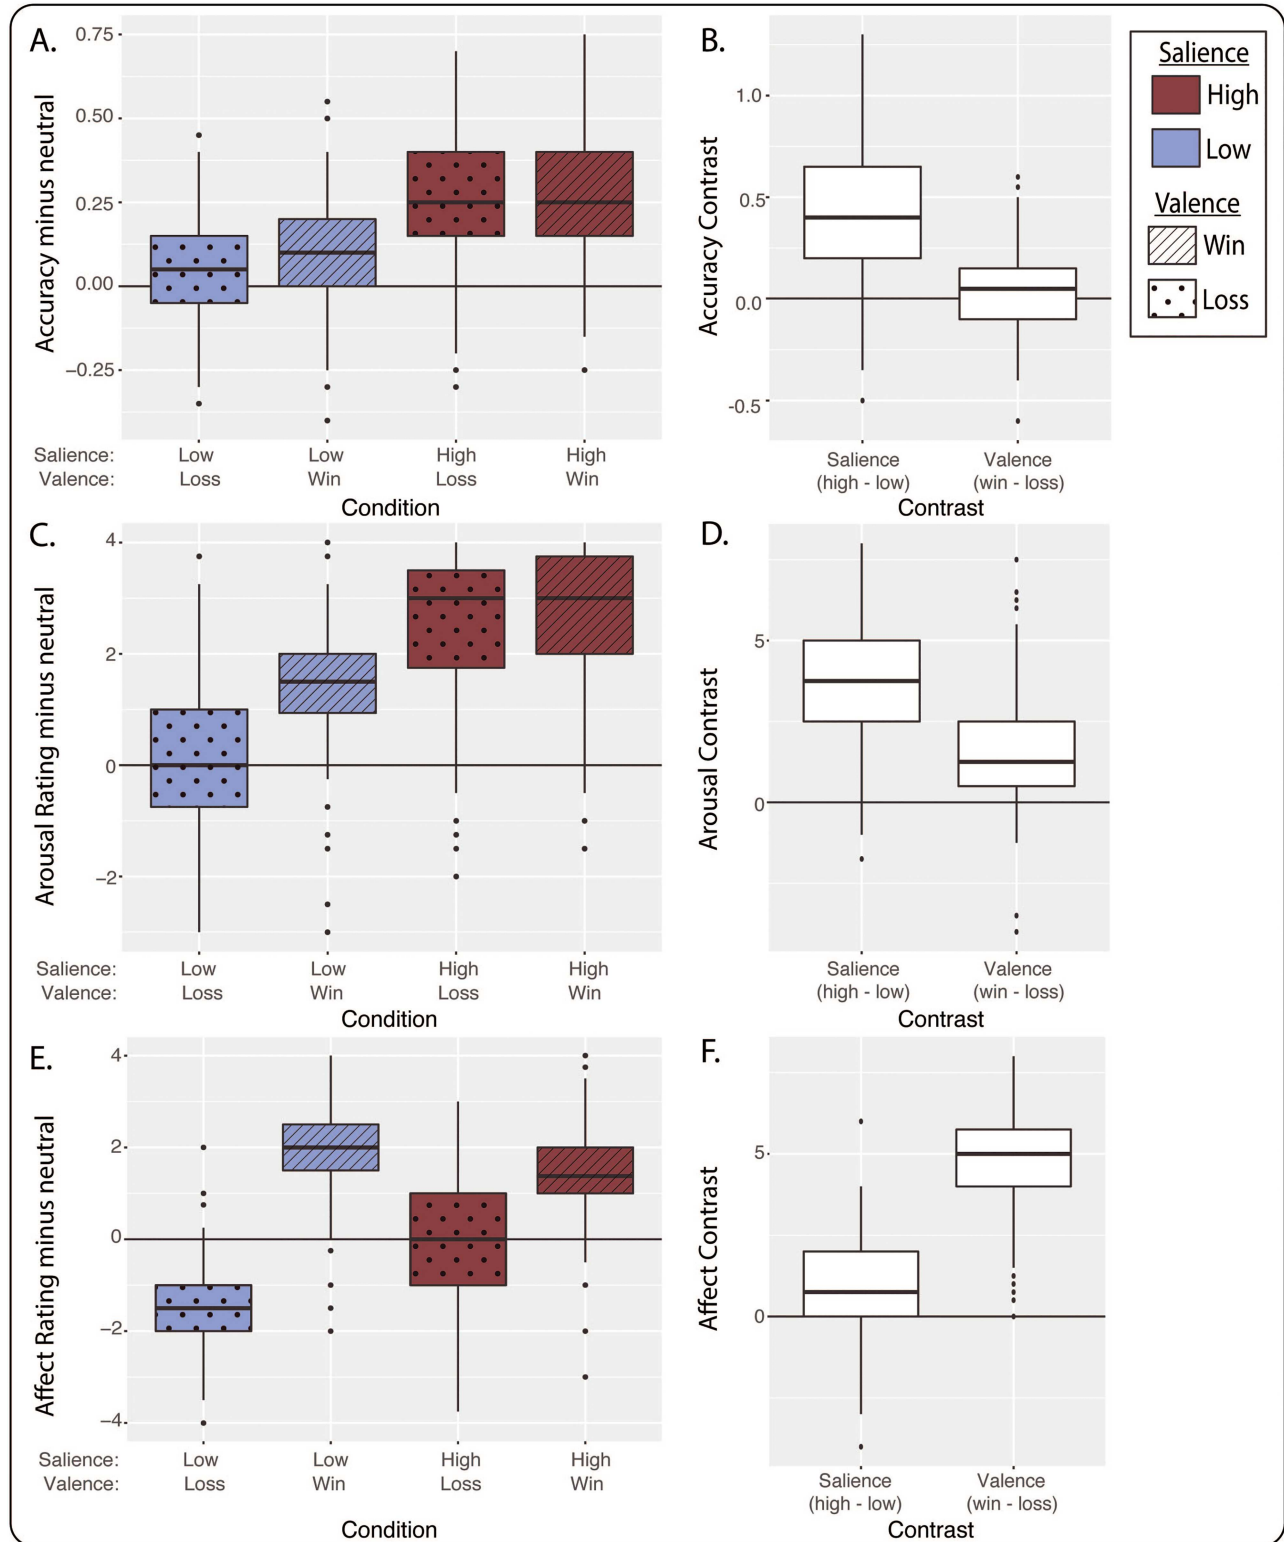 A.
Accuracy minus neutral
0.75
0.50
0.25
0.00
−0.25
Salience: Low Low High High
Valence: Loss Win Loss Win
Condition
B.
Accuracy Contrast
1.0
0.5
0.0
-0.5
Salience Valence
(high - low) (win - loss)
Contrast
Salience
High
Low
Valence
Win
Loss
C.
Arousal Rating minus neutral
4
2
0
−2
Salience: Low Low High High
Valence: Loss Win Loss Win
Condition
D.
Arousal Contrast
5
0
Salience Valence
(high - low) (win - loss)
Contrast
E.
Affect Rating minus neutral
4
2
0
−2
−4
Salience: Low Low High High
Valence: Loss Win Loss Win
Condition
F.
Affect Contrast
5
0
Salience Valence
(high - low) (win - loss)
Contrast